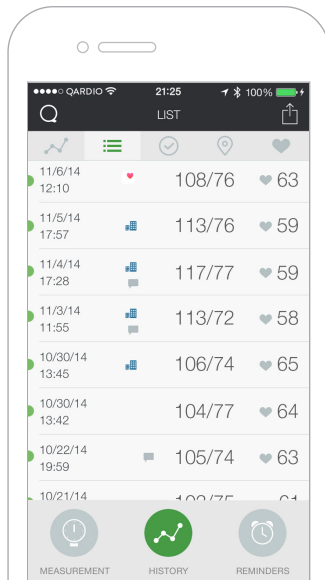 QARDIO 21:25 100%
LIST
11/6/14
12:10 108/76 63
11/5/14
17:57 113/76 59
11/4/14
17:28 117/77 59
11/3/14
11:55 113/72 58
10/30/14
13:45 106/74 65
10/30/14
13:42 104/77 64
10/22/14
19:59 105/74 63
10/21/14
MEASUREMENT HISTORY REMINDERS